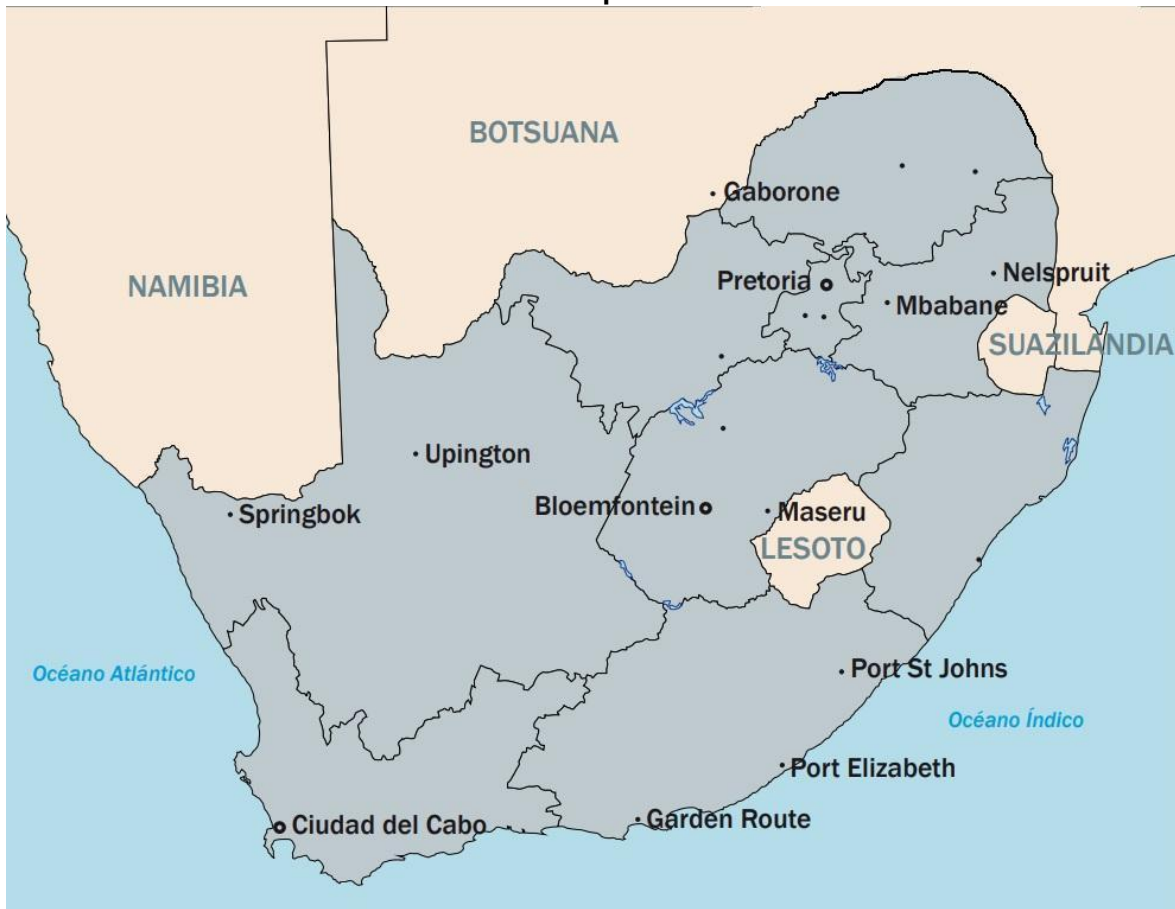 BOTSUANA
Gaborone
NAMIBIA
Pretoria
Nelspruit
Mbabane
SUAZILANDIA
Upington
Springbok
Bloemfontein
Maseru
LESOTO
Océano Atlántico
Port St Johns
Océano Índico
Port Elizabeth
Ciudad del Cabo
Garden Route